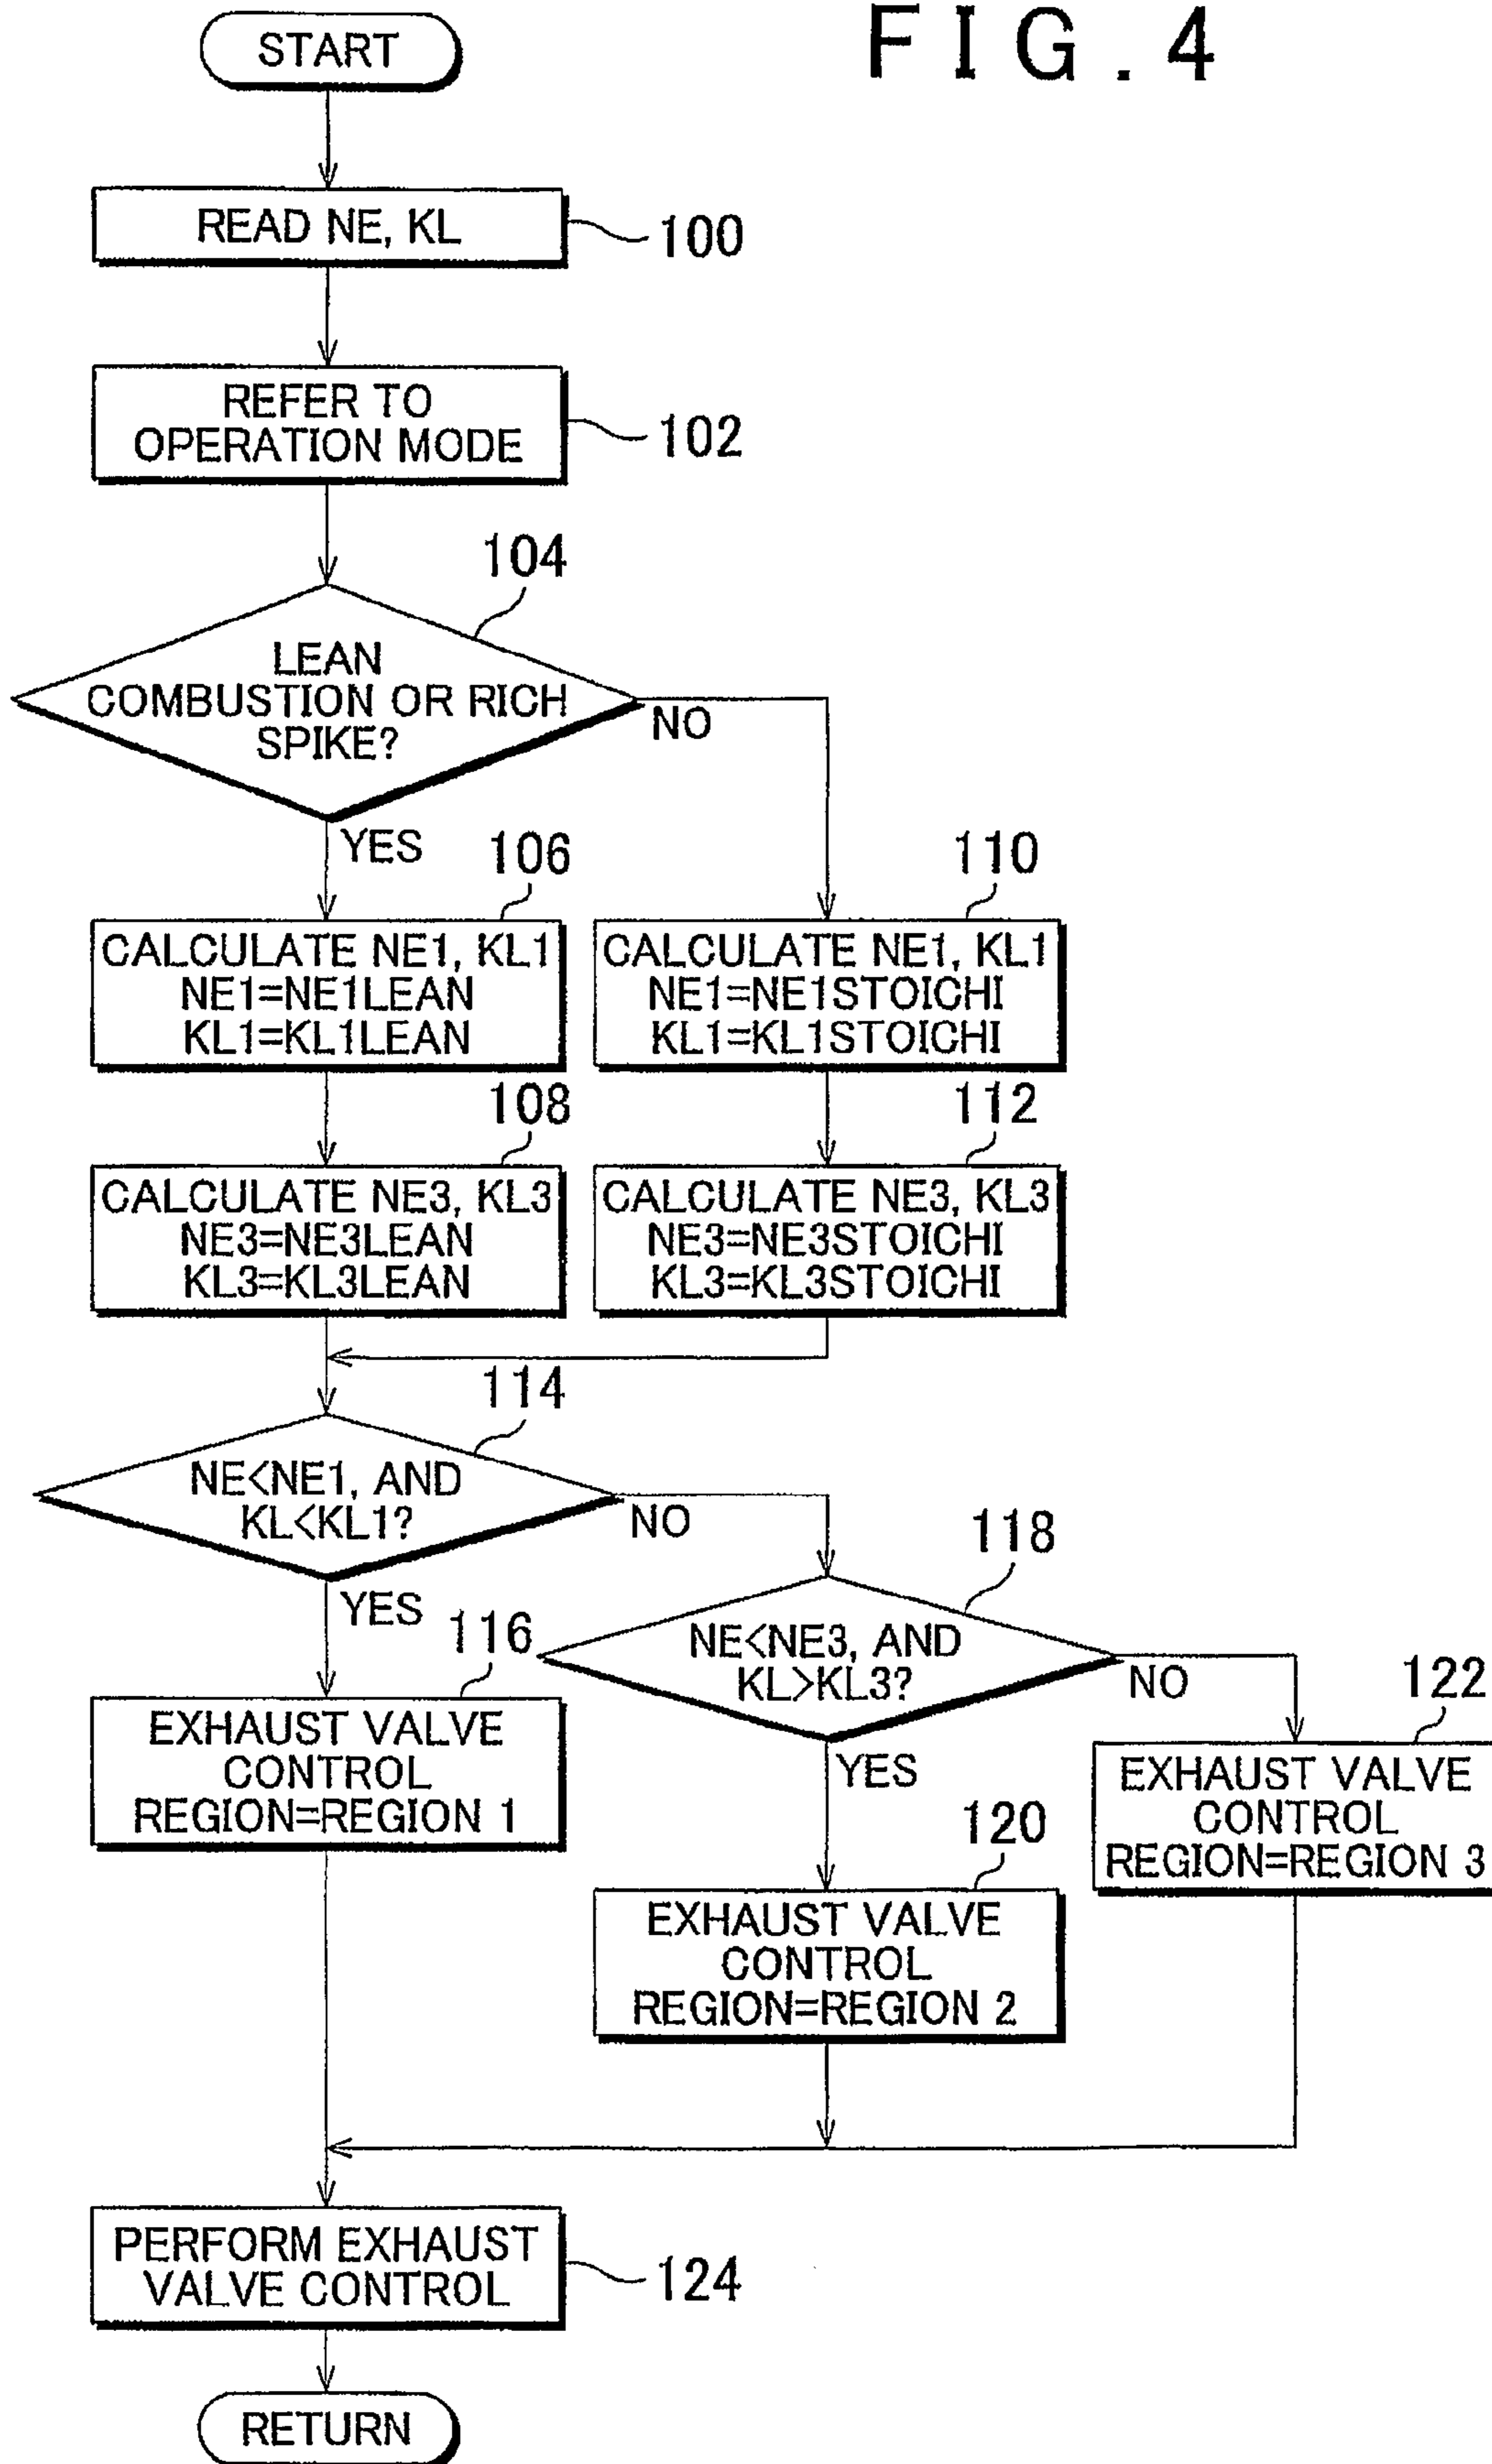 FIG.4
START
READ NE, KL
100
REFER TO
OPERATION MODE
102
104
LEAN
COMBUSTION OR RICH
SPIKE?
NO
YES
106
CALCULATE NE1, KL1
NE1=NE1LEAN
KL1=KL1LEAN
110
CALCULATE NE1, KL1
NE1=NE1STOICHI
KL1=KL1STOICHI
108
CALCULATE NE3, KL3
NE3=NE3LEAN
KL3=KL3LEAN
112
CALCULATE NE3, KL3
NE3=NE3STOICHI
KL3=KL3STOICHI
114
NE<NE1, AND
KL<KL1?
NO
YES
116
EXHAUST VALVE
CONTROL
REGION=REGION 1
118
NE<NE3, AND
KL>KL3?
NO
YES
120
EXHAUST VALVE
CONTROL
REGION=REGION 2
122
EXHAUST VALVE
CONTROL
REGION=REGION 3
PERFORM EXHAUST
VALVE CONTROL
124
RETURN